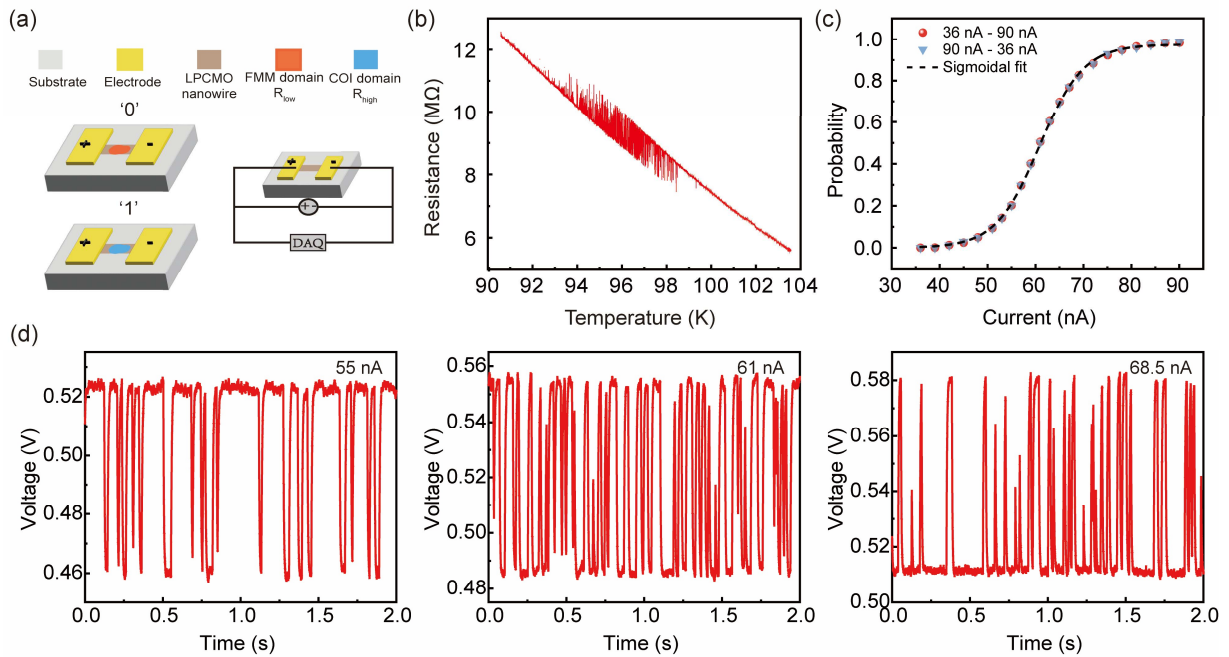 (a)
Substrate
Electrode
LPCMO
nanowire
FMM domain
R_low
COI domain
R_high
'0'
+ -
'1'
+ -
+ -
+ -
DAQ
(b)
Resistance (MΩ)
12
10
8
6
90 92 94 96 98 100 102 104
Temperature (K)
(c)
36 nA - 90 nA
90 nA - 36 nA
Sigmoidal fit
Probability
1.0
0.8
0.6
0.4
0.2
0.0
30 40 50 60 70 80 90
Current (nA)
(d)
55 nA
Voltage (V)
0.52
0.50
0.48
0.46
0.0 0.5 1.0 1.5 2.0
Time (s)
61 nA
Voltage (V)
0.56
0.54
0.52
0.50
0.48
0.0 0.5 1.0 1.5 2.0
Time (s)
68.5 nA
Voltage (V)
0.58
0.56
0.54
0.52
0.50
0.0 0.5 1.0 1.5 2.0
Time (s)